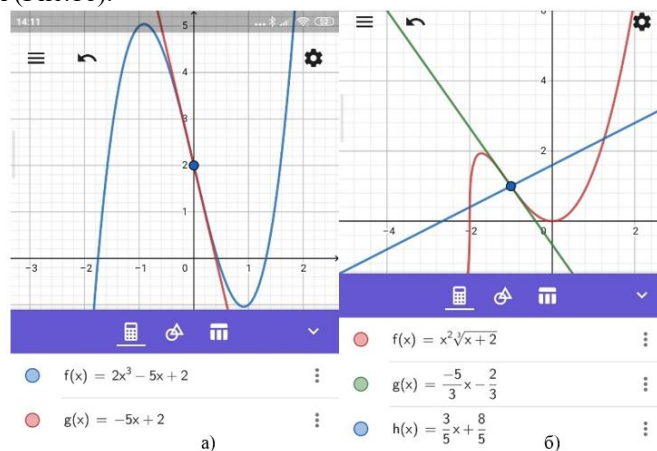 14:11
5
4
3
2
1
-3 -2 -1 0 1 2
f(x) = 2x³ − 5x + 2
g(x) = −5x + 2
а)
6
4
2
-4 -2 0 2
f(x) = x² ∛(x + 2)
g(x) = −5/3 x − 2/3
h(x) = 3/5 x + 8/5
б)